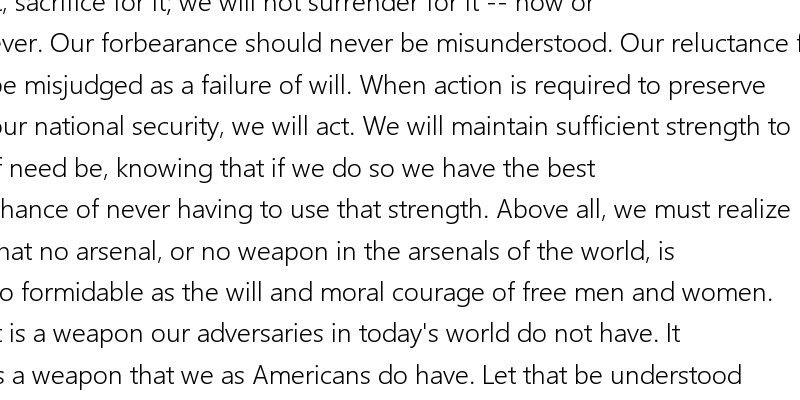 sacrifice for it; we will not surrender for it -- now or
ever. Our forbearance should never be misunderstood. Our reluctance
be misjudged as a failure of will. When action is required to preserve
our national security, we will act. We will maintain sufficient strength to
if need be, knowing that if we do so we have the best
chance of never having to use that strength. Above all, we must realize
that no arsenal, or no weapon in the arsenals of the world, is
so formidable as the will and moral courage of free men and women.
It is a weapon our adversaries in today's world do not have. It
is a weapon that we as Americans do have. Let that be understood